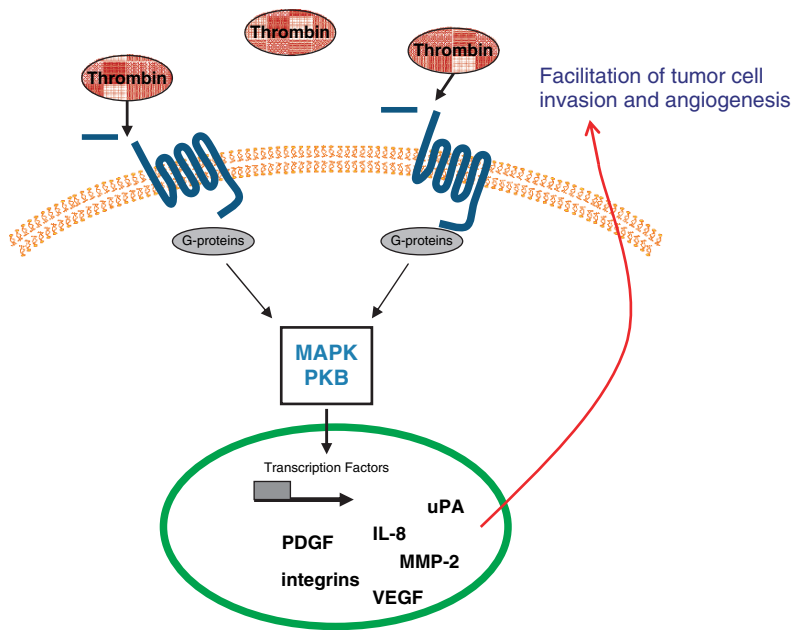 Thrombin
Thrombin
Thrombin
Facilitation of tumor cell
invasion and angiogenesis
G-proteins
G-proteins
MAPK
PKB
Transcription Factors
uPA
IL-8
PDGF
MMP-2
integrins
VEGF